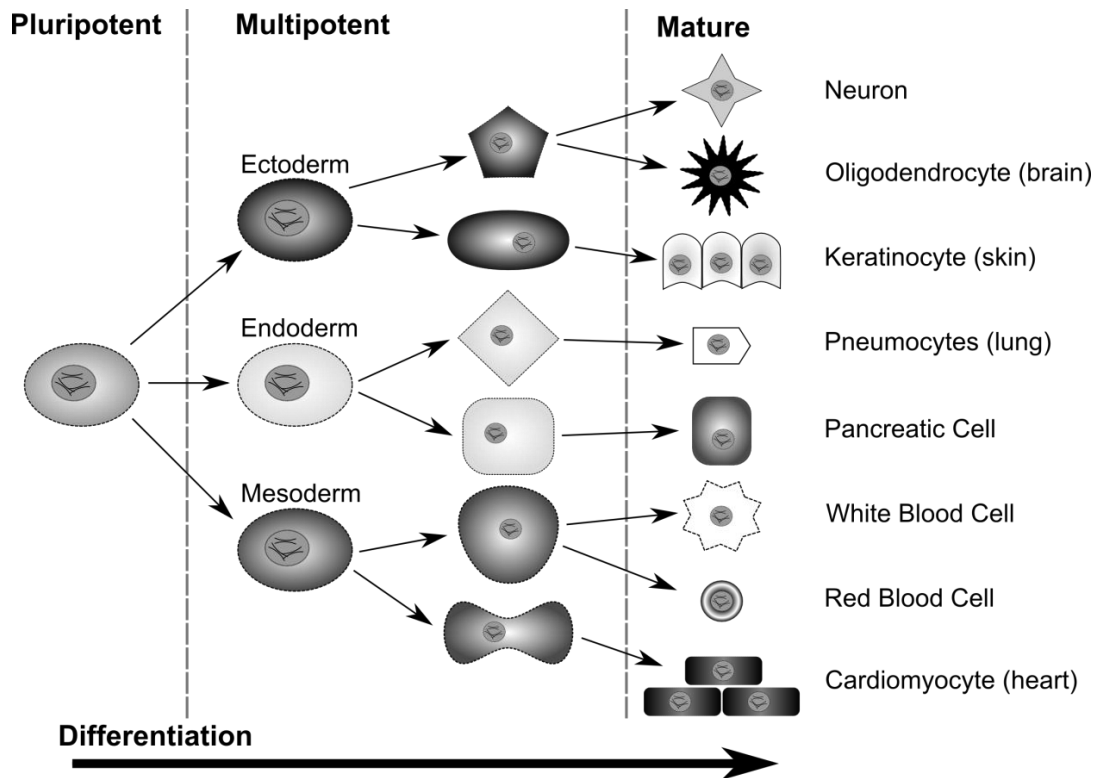 Pluripotent
Multipotent
Mature
Neuron
Ectoderm
Oligodendrocyte (brain)
Keratinocyte (skin)
Endoderm
Pneumocytes (lung)
Pancreatic Cell
Mesoderm
White Blood Cell
Red Blood Cell
Cardiomyocyte (heart)
Differentiation